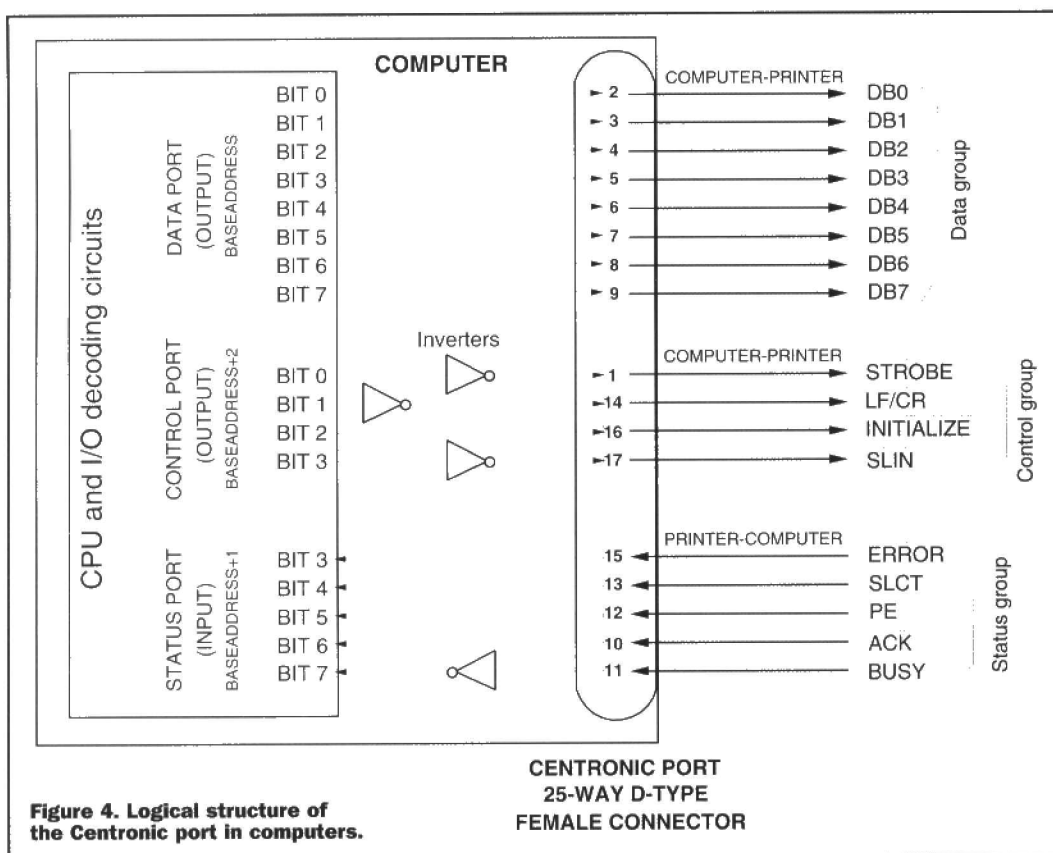 COMPUTER
CPU and I/O decoding circuits
DATA PORT
(OUTPUT)
BASEADDRESS
BIT 0
BIT 1
BIT 2
BIT 3
BIT 4
BIT 5
BIT 6
BIT 7
CONTROL PORT
(OUTPUT)
BASEADDRESS+2
BIT 0
BIT 1
BIT 2
BIT 3
STATUS PORT
(INPUT)
BASEADDRESS+1
BIT 3
BIT 4
BIT 5
BIT 6
BIT 7
Inverters
COMPUTER-PRINTER
2 DB0
3 DB1
4 DB2
5 DB3
6 DB4
7 DB5
8 DB6
9 DB7
Data group
COMPUTER-PRINTER
1 STROBE
14 LF/CR
16 INITIALIZE
17 SLIN
Control group
PRINTER-COMPUTER
15 ERROR
13 SLCT
12 PE
10 ACK
11 BUSY
Status group
CENTRONIC PORT
25-WAY D-TYPE
FEMALE CONNECTOR
Figure 4. Logical structure of
the Centronic port in computers.